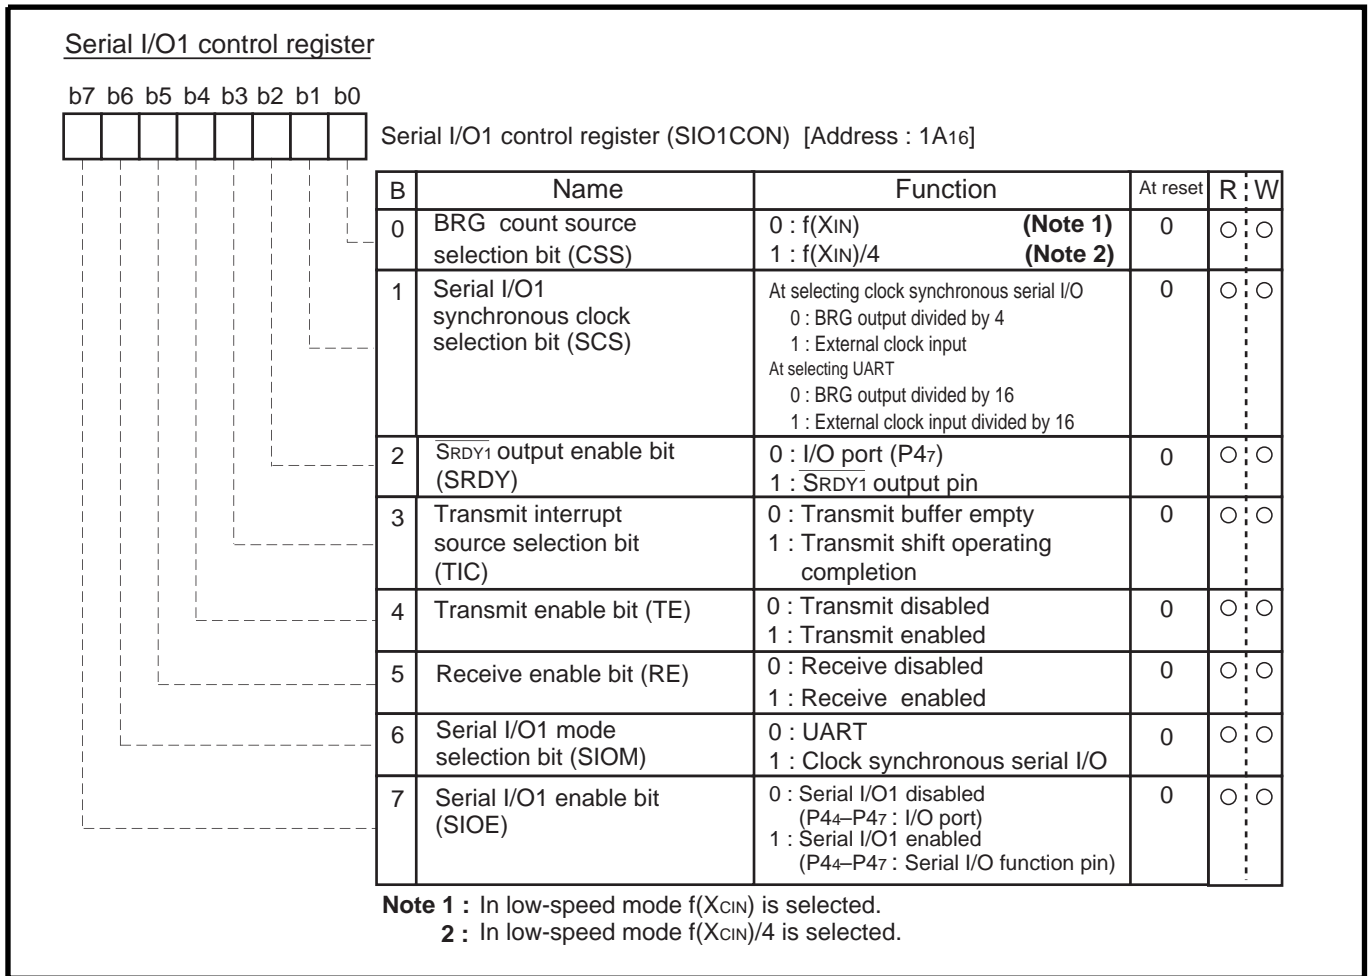 Serial I/O1 control register
b7 b6 b5 b4 b3 b2 b1 b0
Serial I/O1 control register (SIO1CON) [Address : 1A16]
B Name Function At reset R W
0 BRG count source 0 : f(XIN) (Note 1) 0 ○ ○
selection bit (CSS) 1 : f(XIN)/4 (Note 2)
1 Serial I/O1 At selecting clock synchronous serial I/O 0 ○ ○
synchronous clock 0 : BRG output divided by 4
selection bit (SCS) 1 : External clock input
At selecting UART
0 : BRG output divided by 16
1 : External clock input divided by 16
2 SRDY1 output enable bit 0 : I/O port (P47) 0 ○ ○
(SRDY) 1 : SRDY1 output pin
3 Transmit interrupt 0 : Transmit buffer empty 0 ○ ○
source selection bit 1 : Transmit shift operating
(TIC) completion
4 Transmit enable bit (TE) 0 : Transmit disabled 0 ○ ○
1 : Transmit enabled
5 Receive enable bit (RE) 0 : Receive disabled 0 ○ ○
1 : Receive enabled
6 Serial I/O1 mode 0 : UART 0 ○ ○
selection bit (SIOM) 1 : Clock synchronous serial I/O
7 Serial I/O1 enable bit 0 : Serial I/O1 disabled 0 ○ ○
(SIOE) (P44–P47 : I/O port)
1 : Serial I/O1 enabled
(P44–P47 : Serial I/O function pin)
Note 1 : In low-speed mode f(XCIN) is selected.
2 : In low-speed mode f(XCIN)/4 is selected.